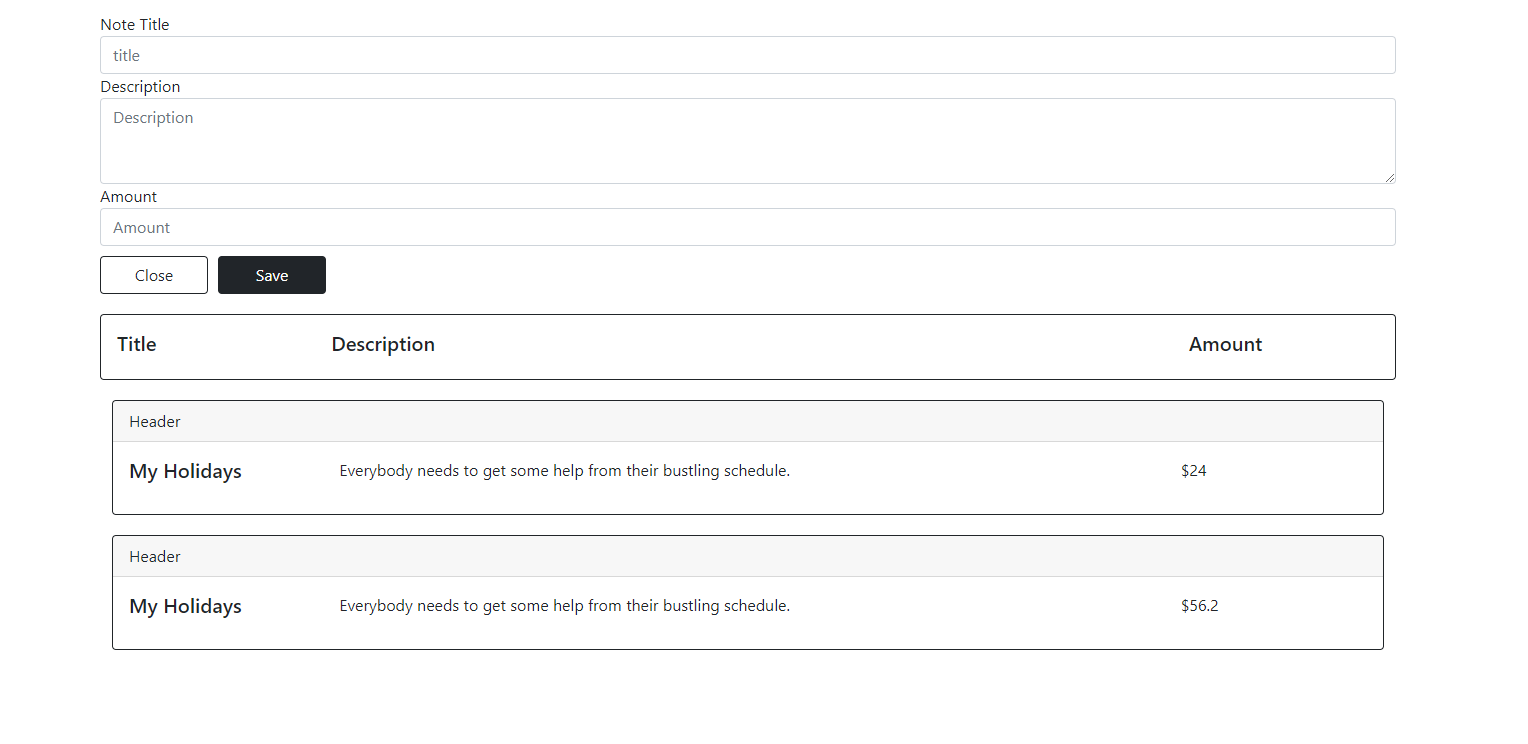 Note Title
title
Description
Description
Amount
Amount
Close Save
Title Description Amount
Header
My Holidays Everybody needs to get some help from their bustling schedule. $24
Header
My Holidays Everybody needs to get some help from their bustling schedule. $56.2